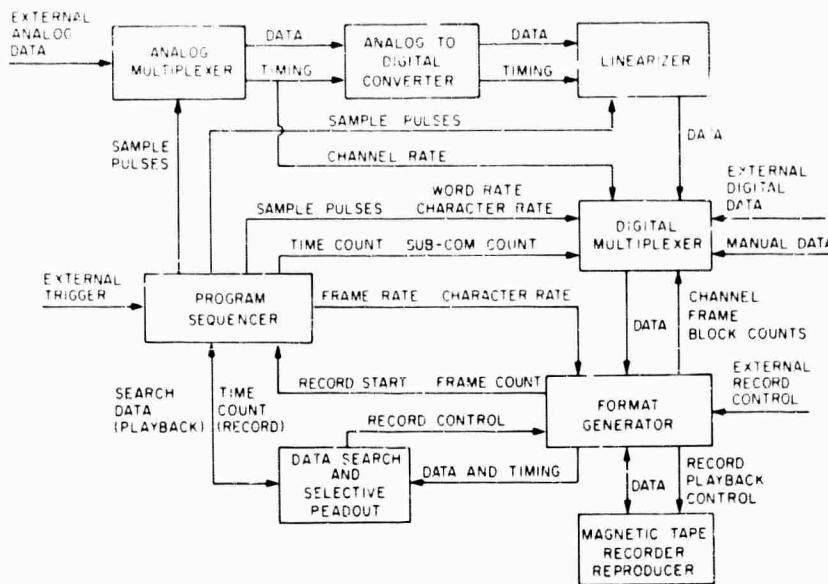 EXTERNAL
ANALOG
DATA
ANALOG
MULTIPLEXER
DATA
TIMING
ANALOG TO
DIGITAL
CONVERTER
DATA
TIMING
LINEARIZER
SAMPLE
PULSES
SAMPLE PULSES
CHANNEL RATE
DATA
EXTERNAL
DIGITAL
DATA
WORD RATE
SAMPLE PULSES CHARACTER RATE
DIGITAL
MULTIPLEXER
MANUAL DATA
TIME COUNT SUB-COM COUNT
EXTERNAL
TRIGGER
PROGRAM
SEQUENCER
FRAME RATE CHARACTER RATE
DATA
CHANNEL
FRAME
BLOCK COUNTS
SEARCH
DATA
(PLAYBACK)
TIME
COUNT
(RECORD)
RECORD START FRAME COUNT
EXTERNAL
RECORD
CONTROL
FORMAT
GENERATOR
RECORD CONTROL
DATA SEARCH
AND
SELECTIVE
PEADOUT
DATA AND TIMING
DATA
RECORD
PLAYBACK
CONTROL
MAGNETIC TAPE
RECORDER
REPRODUCER